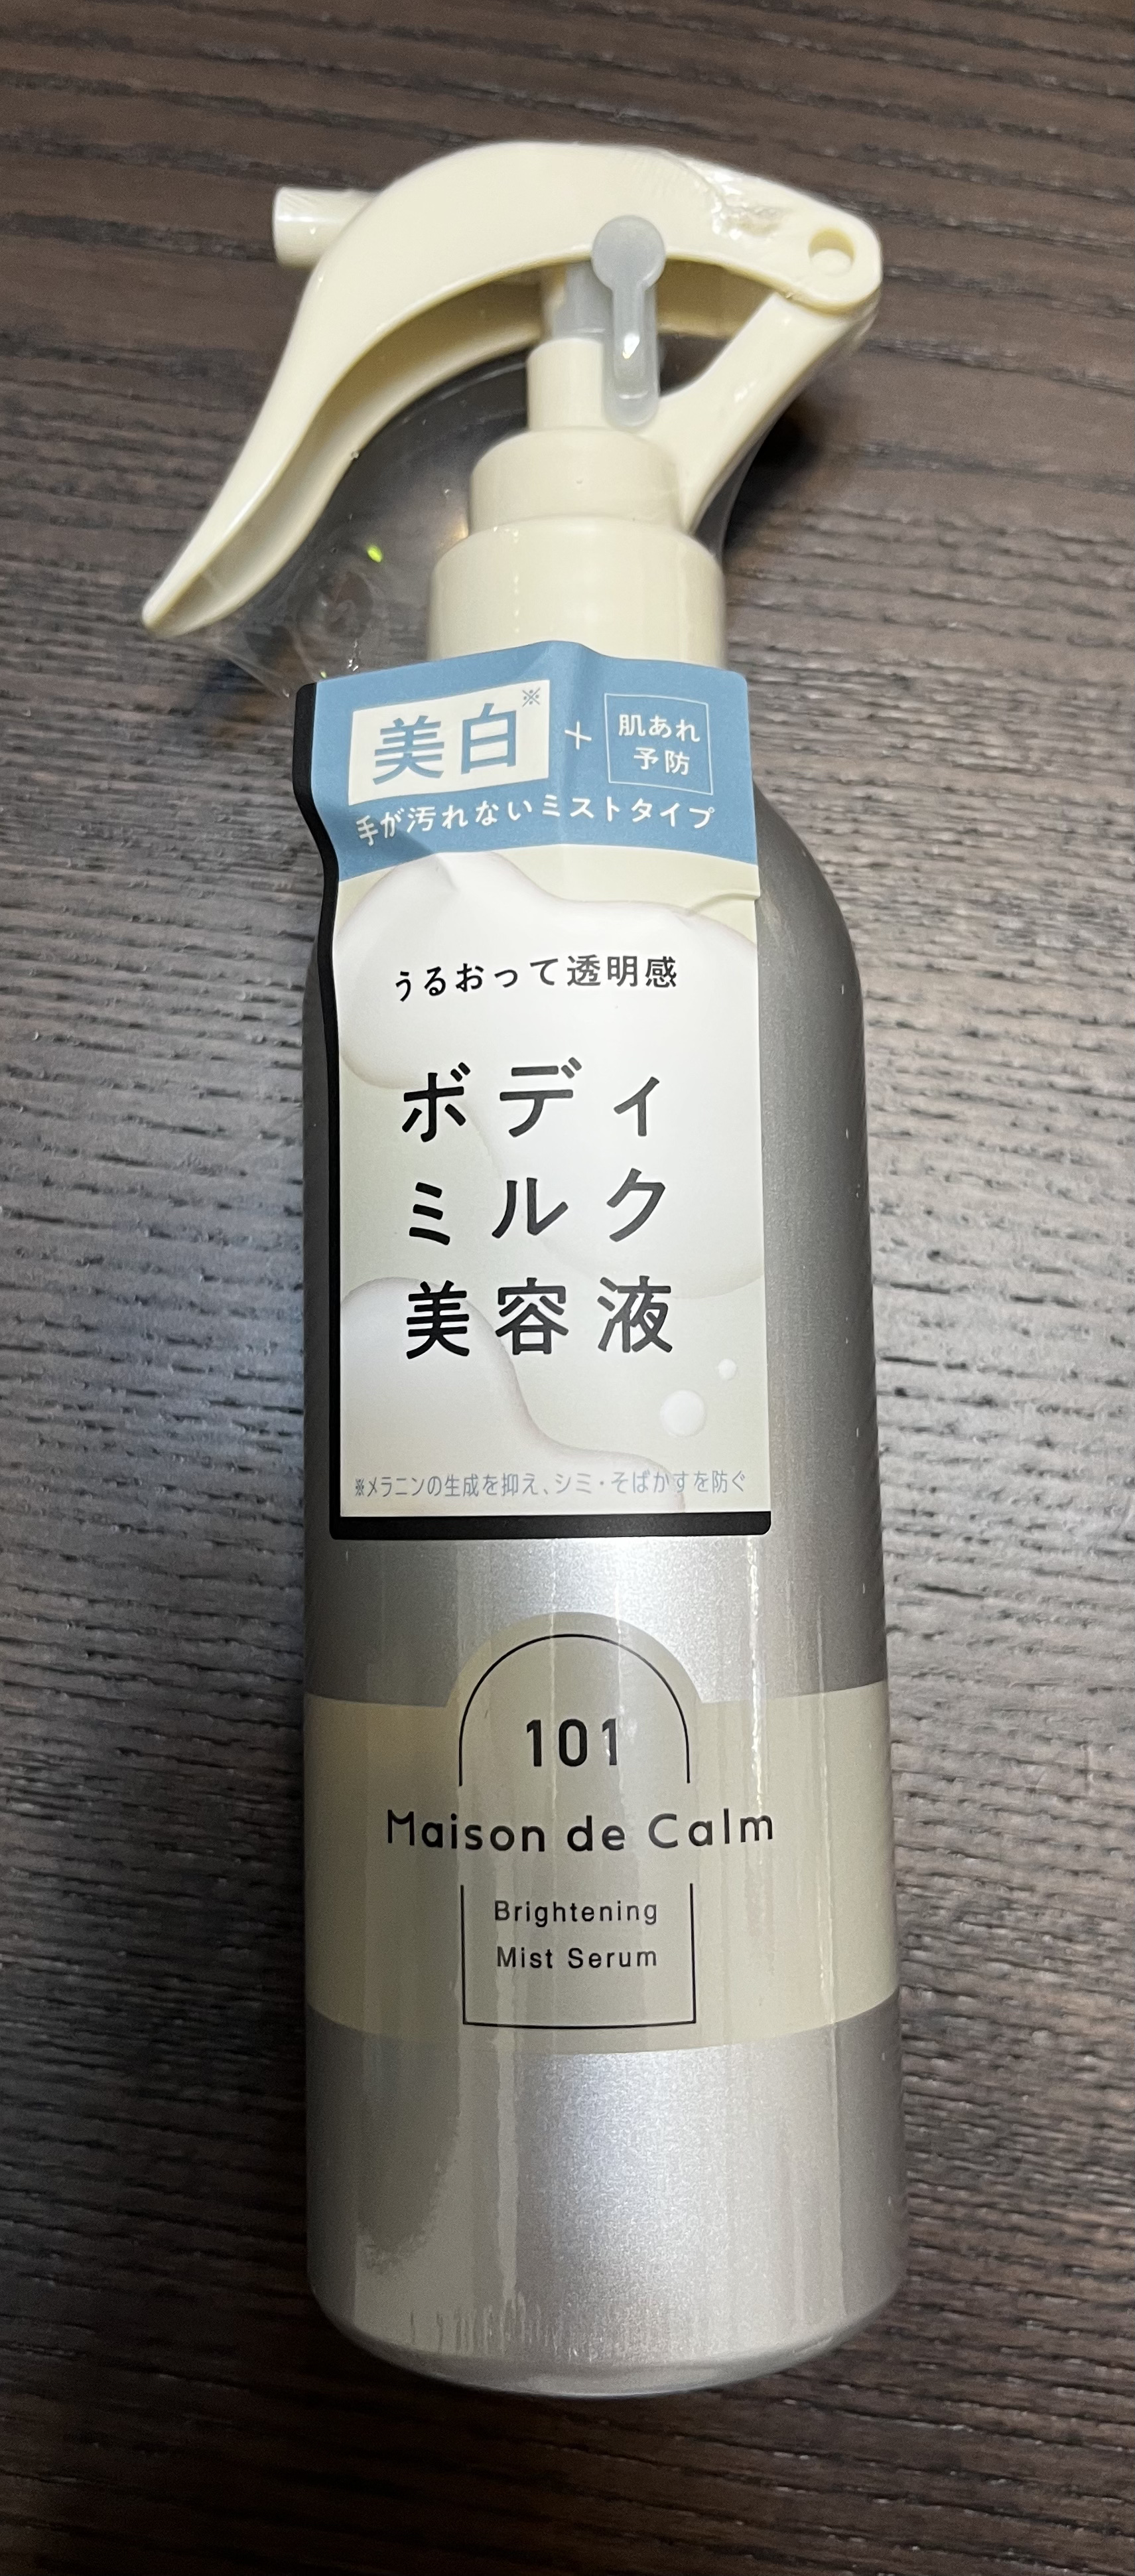 美白※ + 肌あれ予防
手が汚れないミストタイプ
うるおって透明感
ボディ
ミルク
美容液
※メラニンの生成を抑え、シミ・そばかすを防ぐ
101
Maison de Calm
Brightening
Mist Serum